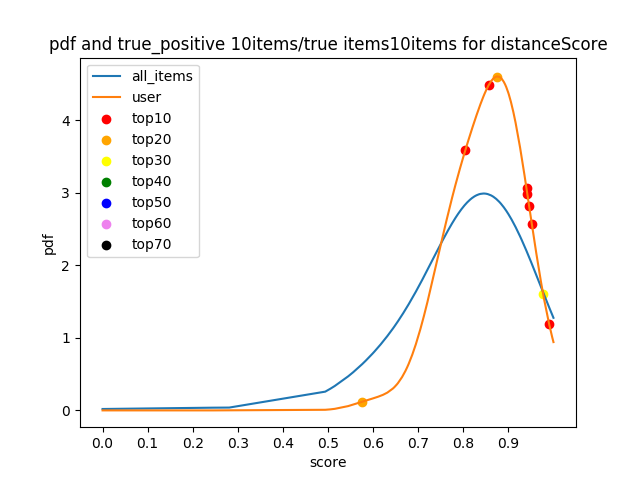 pdf and true_positive 10items/true items10items for distanceScore
all_items
user
top10
top20
top30
top40
top50
top60
top70
pdf
4
3
2
1
0
0.0 0.1 0.2 0.3 0.4 0.5 0.6 0.7 0.8 0.9
score